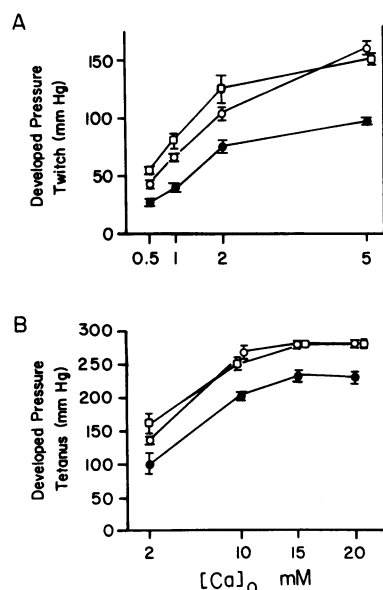 A
Developed Pressure
Twitch (mm Hg)
150
100
50
0
0.5 1 2 5
B
Developed Pressure
Tetanus (mm Hg)
300
250
200
150
100
50
0
2 10 15 20
[Ca]o mM